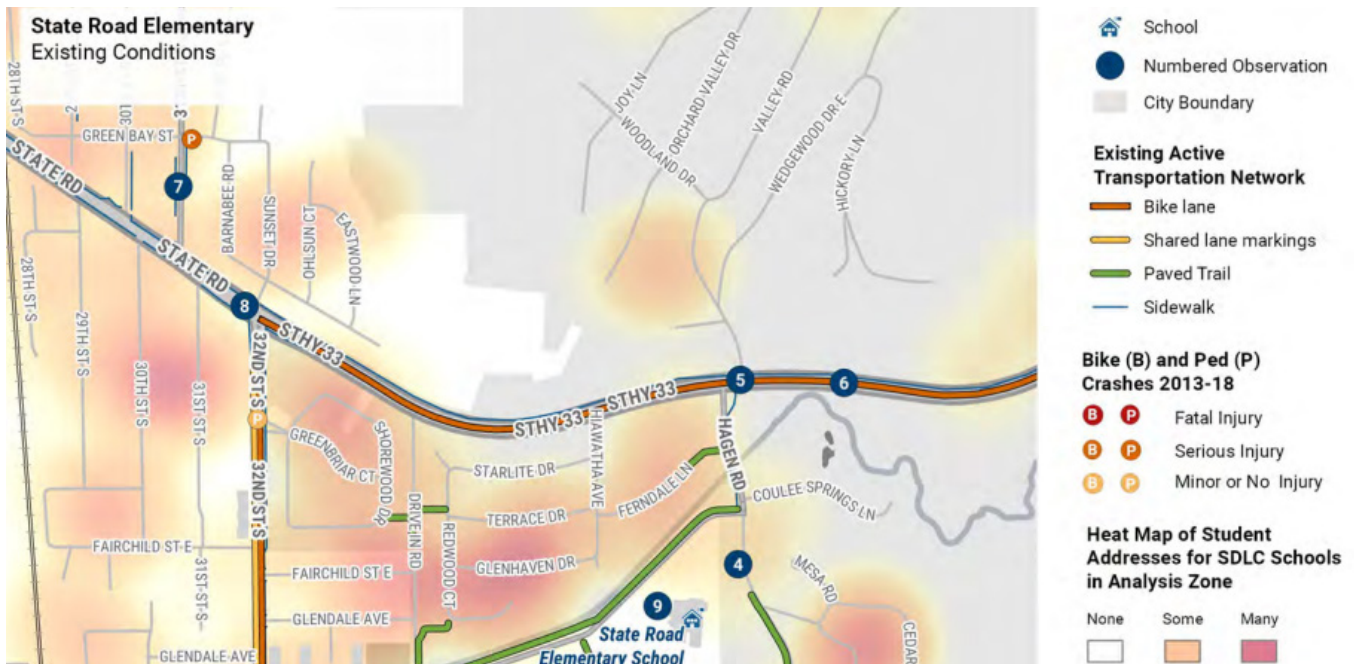 State Road Elementary
Existing Conditions
28TH ST S
30T
GREEN BAY ST
P
STATE RD
7
BARNABEE RD
SUNSET DR
OHLSUN CT
EASTWOOD LN
JOY LN
WOODLAND DR
ORCHARD VALLEY DR
VALLEY RD
WEDGEWOOD DR E
HICKORY LN
28TH ST S
STATE RD
8
STHY 33
29TH ST S
30TH ST S
31ST ST S
32ND ST S
P
STHY 33
STHY 33
5
6
GREENBRIAR CT
SHOREWOOD DR
STARLITE DR
HIAWATHA AVE
HAGEN RD
32ND ST S
DRIVE IN RD
REDWOOD CT
TERRACE DR
FERNDALE LN
COULEE SPRINGS LN
FAIRCHILD ST E
FAIRCHILD ST E
GLENHAVEN DR
4
MESA RD
31ST ST S
GLENDALE AVE
9
State Road
Elementary School
CEDAR
GLENDALE AVE
School
Numbered Observation
City Boundary
Existing Active
Transportation Network
Bike lane
Shared lane markings
Paved Trail
Sidewalk
Bike (B) and Ped (P)
Crashes 2013-18
B P Fatal Injury
B P Serious Injury
B P Minor or No Injury
Heat Map of Student
Addresses for SDLC Schools
in Analysis Zone
None Some Many